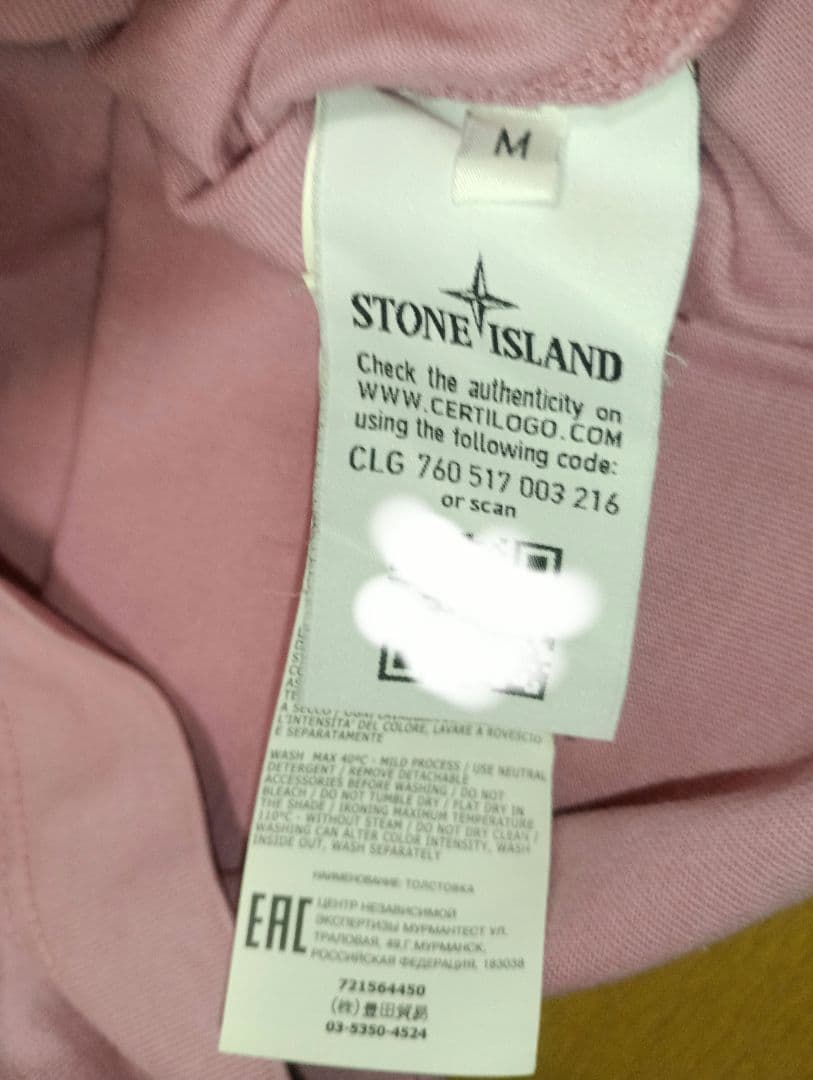 M
STONE ISLAND
Check the authenticity on
WWW.CERTILOGO.COM
using the following code:
CLG 760 517 003 216
or scan
L'INTENSITA' DEL COLORE, LAVARE A ROVESCIO
E SEPARATAMENTE
WASH MAX 40°C - MILD PROCESS / USE NEUTRAL
DETERGENT / REMOVE DETACHABLE
ACCESSORIES BEFORE WASHING / DO NOT
BLEACH / DO NOT TUMBLE DRY / FLAT DRY IN
THE SHADE / IRONING MAXIMUM TEMPERATURE
110°C - WITHOUT STEAM / DO NOT DRY CLEAN /
WASHING CAN ALTER COLOR INTENSITY, WASH
INSIDE OUT, WASH SEPARATELY
НАИМЕНОВАНИЕ: ТОЛСТОВКА
EAC
ЦЕНТР НЕЗАВИСИМОЙ
ЭКСПЕРТИЗЫ МУРМАНТЕСТ УЛ.
ТРАЛОВАЯ, Г.МУРМАНСК,
РОССИЙСКАЯ ФЕДЕРАЦИЯ, 183038
721564450
(株)豊田貿易
03-5350-4524